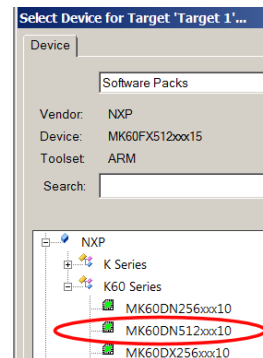 Select Device for Target 'Target 1'...
Device
Software Packs
Vendor: NXP
Device: MK60FX512xxx15
Toolset: ARM
Search:
NXP
K Series
K60 Series
MK60DN256xxx10
MK60DN512xxx10
MK60DX256xxx10